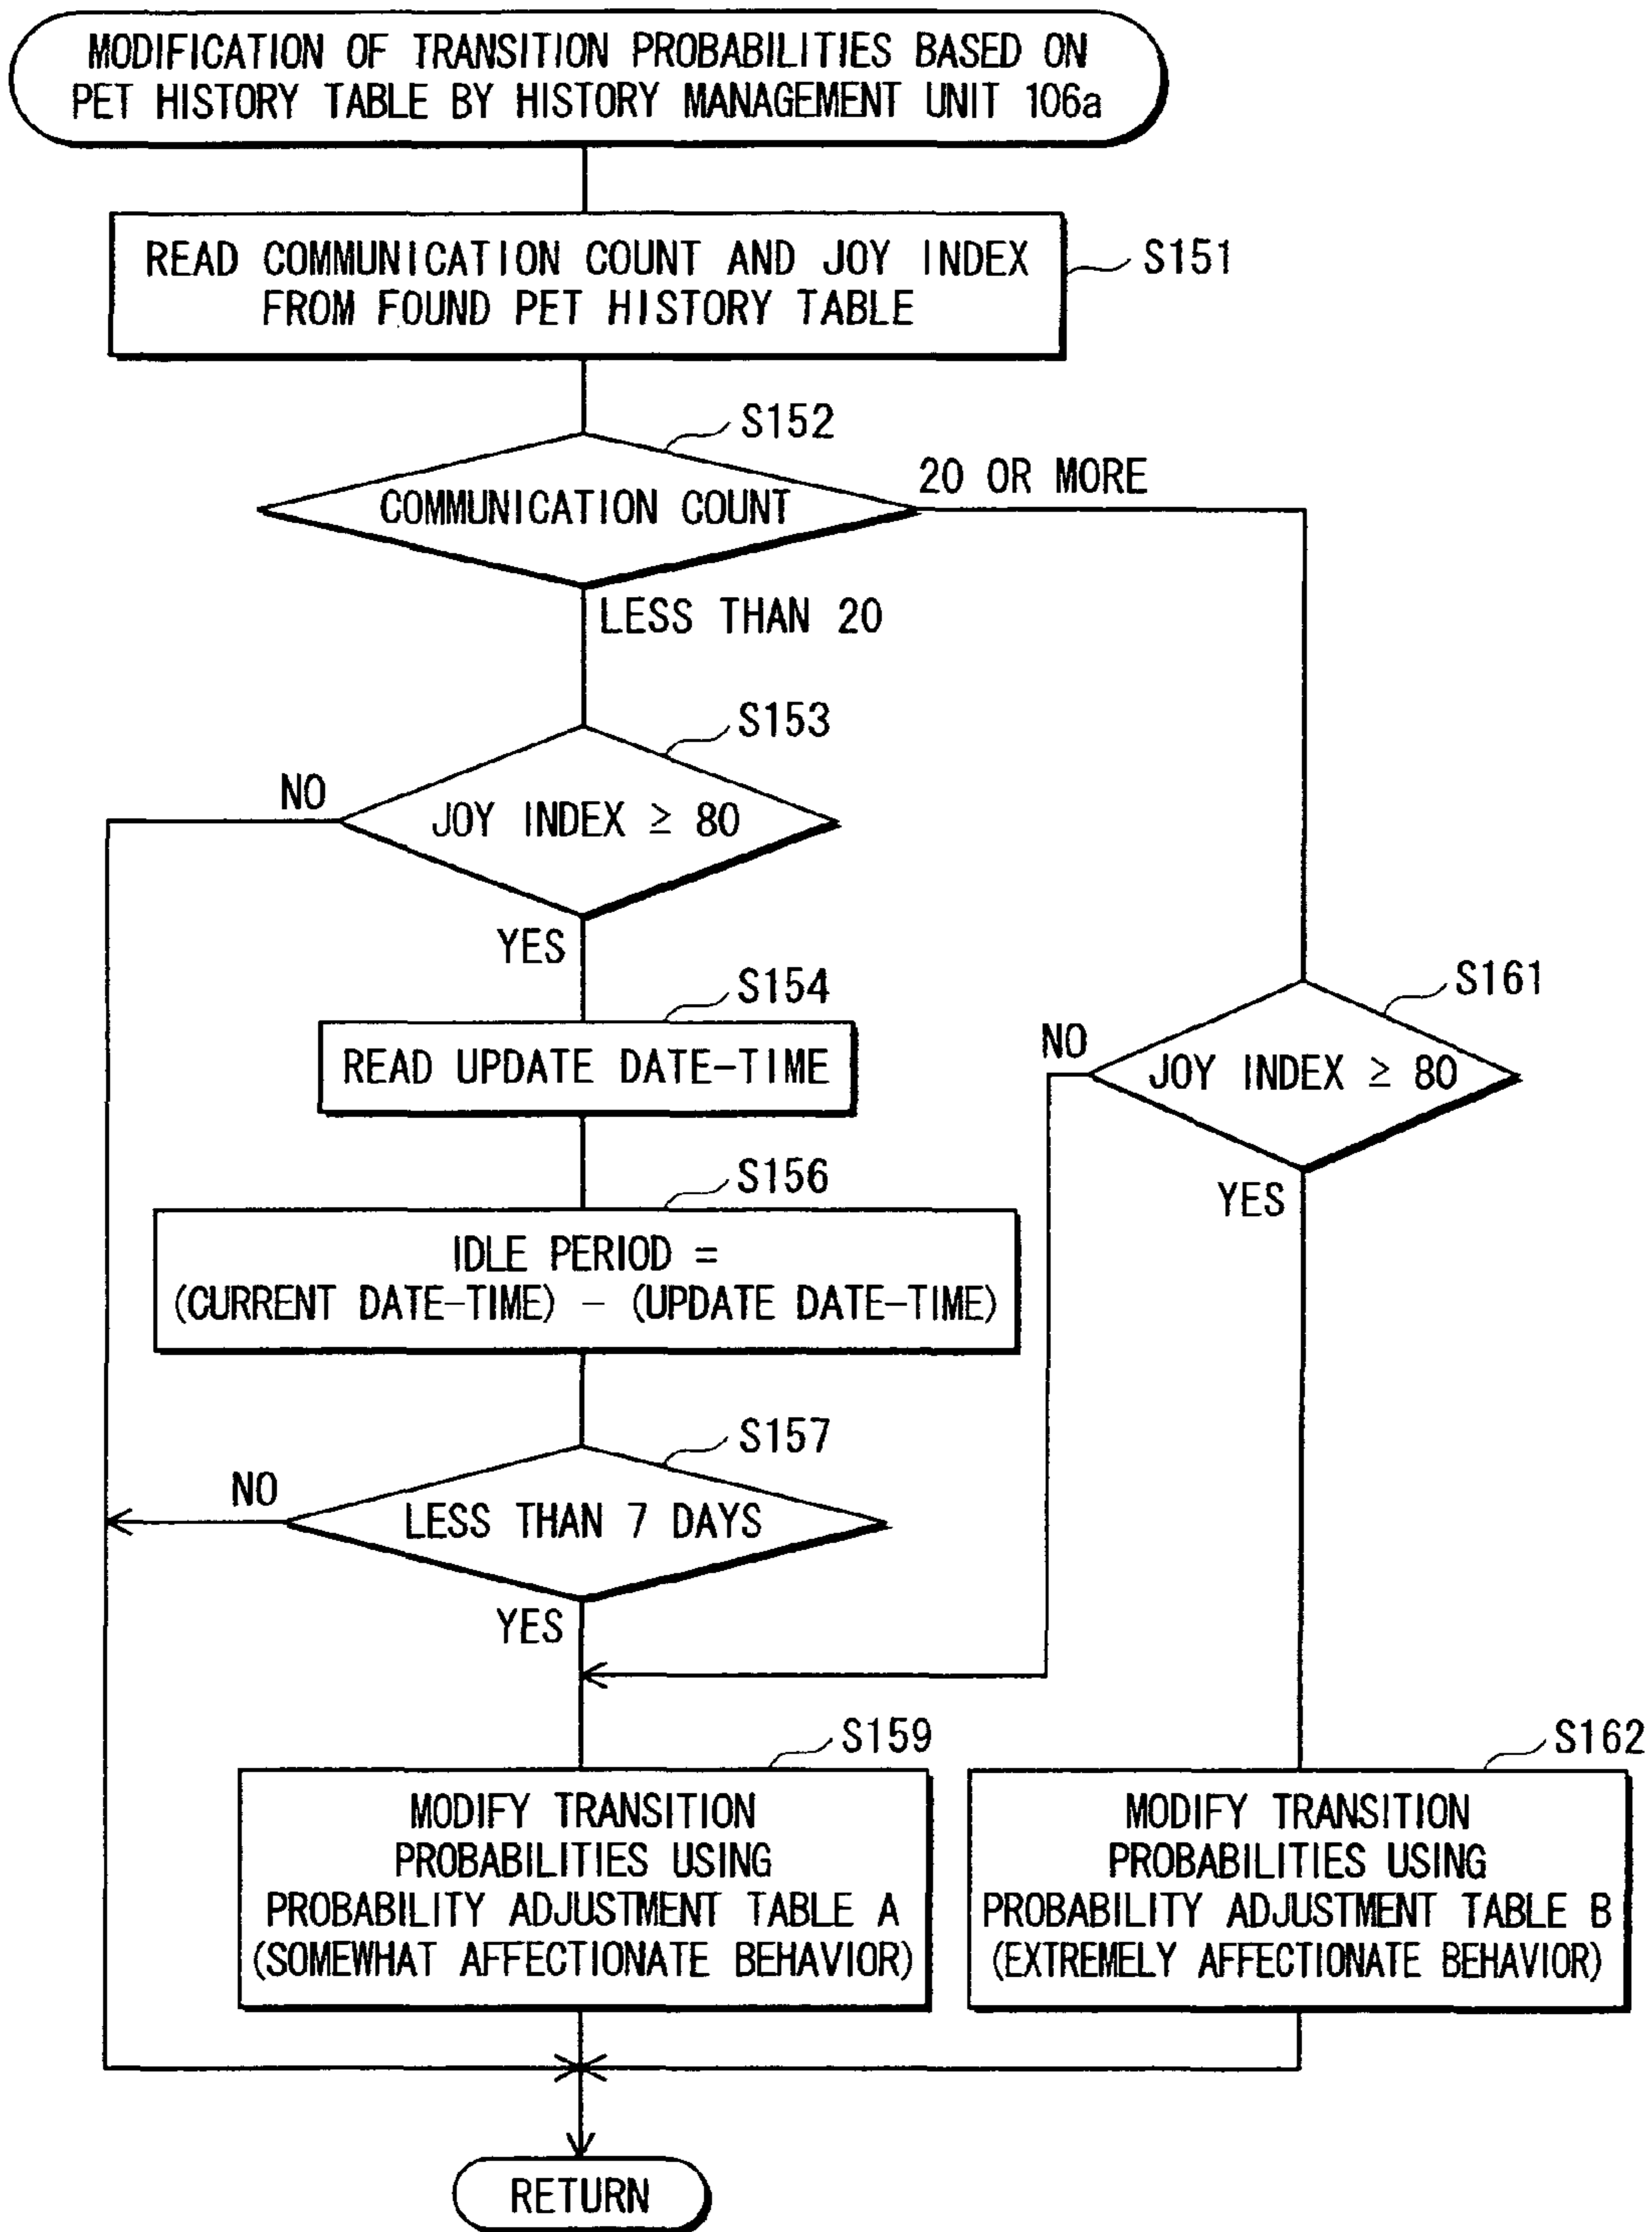 MODIFICATION OF TRANSITION PROBABILITIES BASED ON
PET HISTORY TABLE BY HISTORY MANAGEMENT UNIT 106a
READ COMMUNICATION COUNT AND JOY INDEX
FROM FOUND PET HISTORY TABLE
S151
S152
COMMUNICATION COUNT
20 OR MORE
LESS THAN 20
S153
NO
JOY INDEX ≥ 80
YES
S154
READ UPDATE DATE-TIME
S161
NO
JOY INDEX ≥ 80
YES
S156
IDLE PERIOD =
(CURRENT DATE-TIME) - (UPDATE DATE-TIME)
S157
NO
LESS THAN 7 DAYS
YES
S159
MODIFY TRANSITION
PROBABILITIES USING
PROBABILITY ADJUSTMENT TABLE A
(SOMEWHAT AFFECTIONATE BEHAVIOR)
S162
MODIFY TRANSITION
PROBABILITIES USING
PROBABILITY ADJUSTMENT TABLE B
(EXTREMELY AFFECTIONATE BEHAVIOR)
RETURN